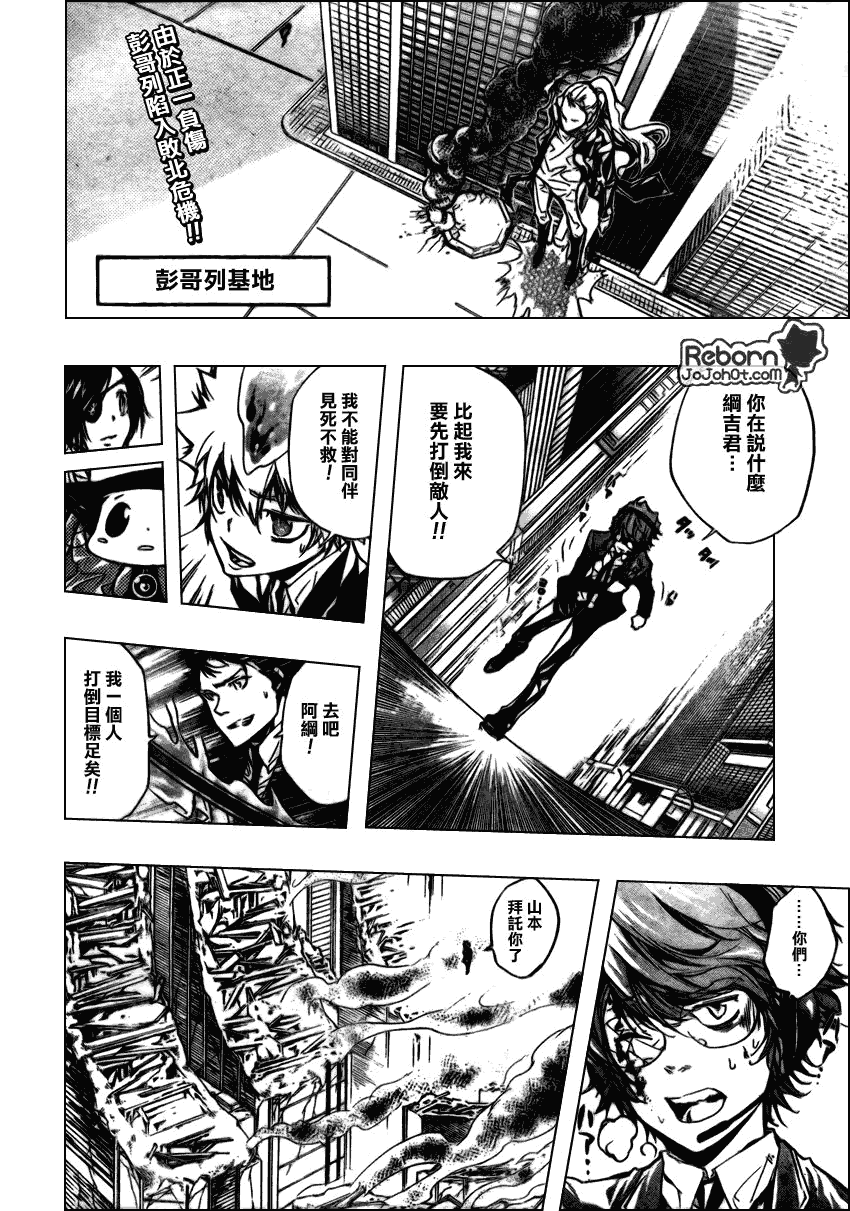 由於正一負傷
彭哥列陷入敗北危機!!
彭哥列基地
Reborn
JoJoHot.com
你在説什麼
綱吉君…
比起我來
要先打倒敵人!!
我不能對同伴
見死不救!
去吧
阿綱!
我一個人
打倒目標足矣!!
……你們…
山本
拜託你了